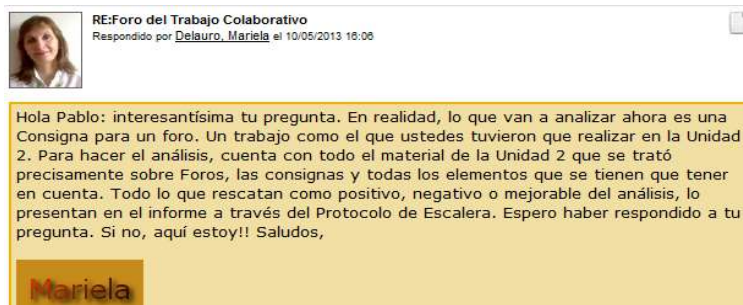 RE:Foro del Trabajo Colaborativo
Respondido por Delauro, Mariela el 10/05/2013 16:06
Hola Pablo: interesantísima tu pregunta. En realidad, lo que van a analizar ahora es una
Consigna para un foro. Un trabajo como el que ustedes tuvieron que realizar en la Unidad
2. Para hacer el análisis, cuenta con todo el material de la Unidad 2 que se trató
precisamente sobre Foros, las consignas y todas los elementos que se tienen que tener
en cuenta. Todo lo que rescatan como positivo, negativo o mejorable del análisis, lo
presentan en el informe a través del Protocolo de Escalera. Espero haber respondido a tu
pregunta. Si no, aquí estoy!! Saludos,
Mariela